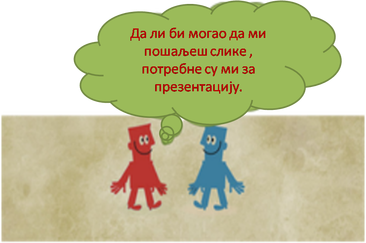 Да ли би могао да ми
пошаљеш слике ,
потребне су ми за
презентацију.